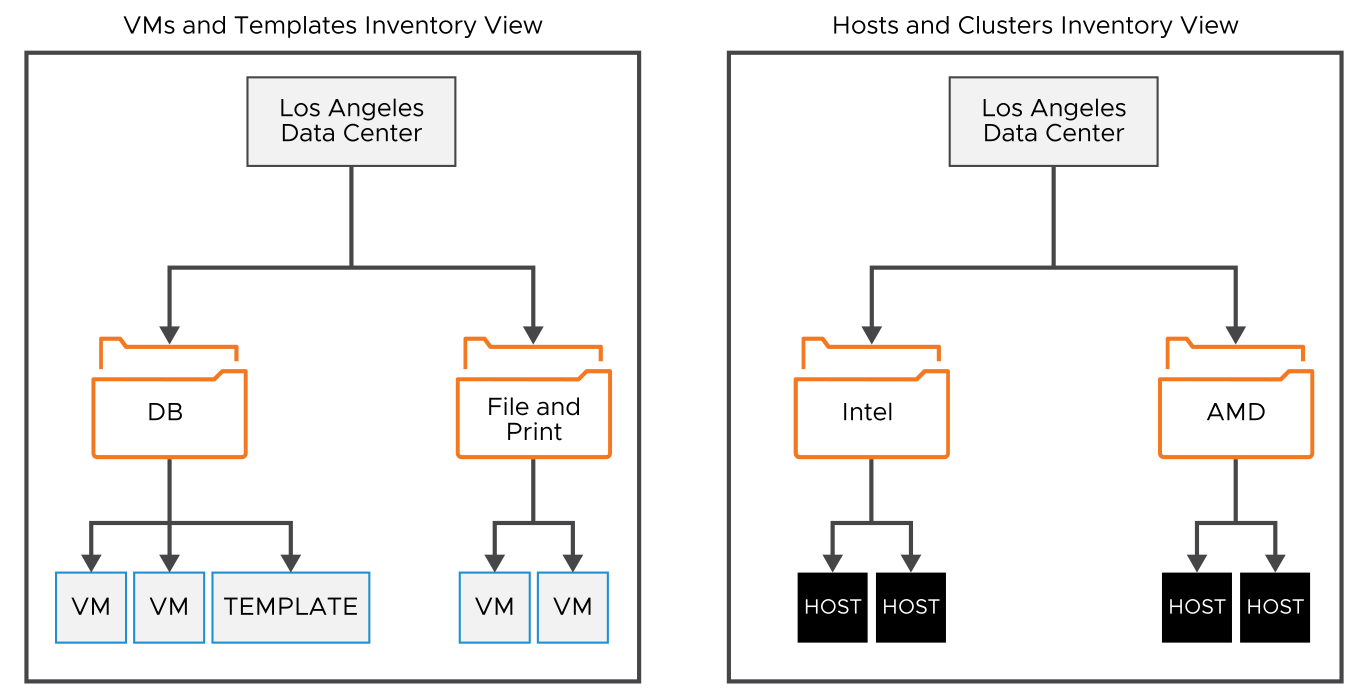 VMs and Templates Inventory View
Los Angeles
Data Center
DB
File and
Print
VM
VM
TEMPLATE
VM
VM
Hosts and Clusters Inventory View
Los Angeles
Data Center
Intel
AMD
HOST
HOST
HOST
HOST